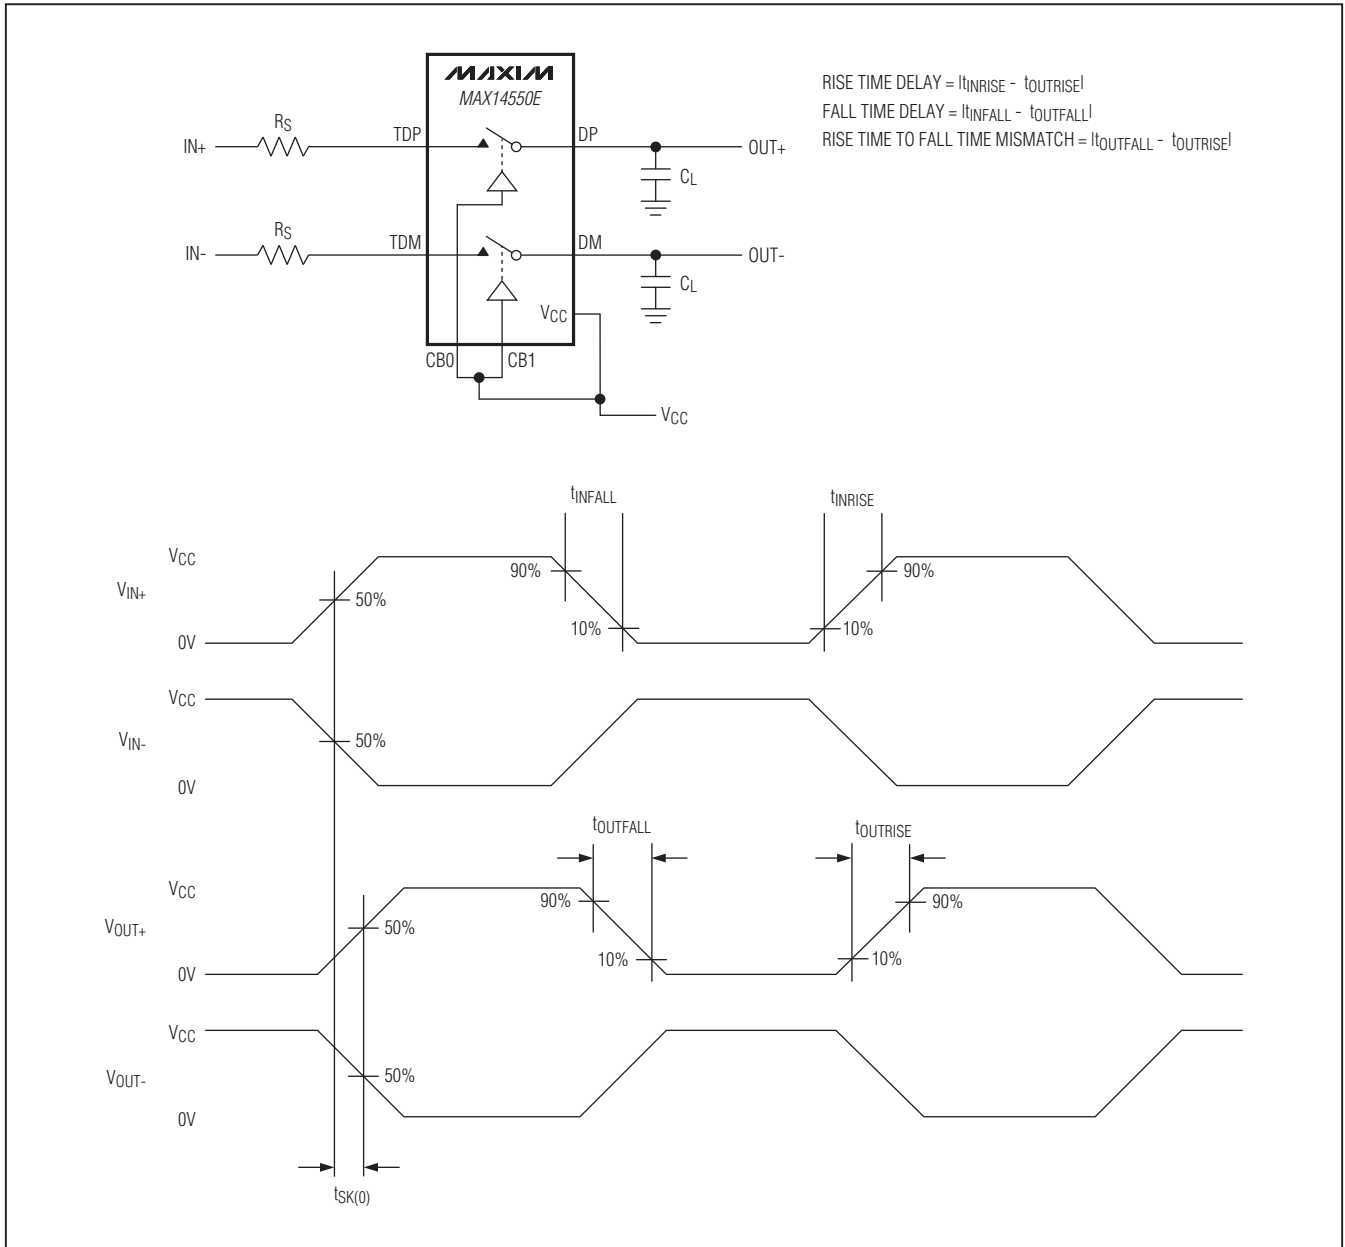 MAXIM
MAX14550E
RISE TIME DELAY = |tINRISE - tOUTRISE|
FALL TIME DELAY = |tINFALL - tOUTFALL|
RISE TIME TO FALL TIME MISMATCH = |tOUTFALL - tOUTRISE|
IN+
RS
TDP
DP
OUT+
CL
IN-
RS
TDM
DM
OUT-
CL
VCC
CB0
CB1
VCC
tINFALL
tINRISE
VCC
VIN+
0V
50%
90%
10%
10%
90%
VCC
VIN-
0V
50%
tOUTFALL
tOUTRISE
VCC
VOUT+
0V
50%
90%
10%
10%
90%
VCC
VOUT-
0V
50%
tSK(0)